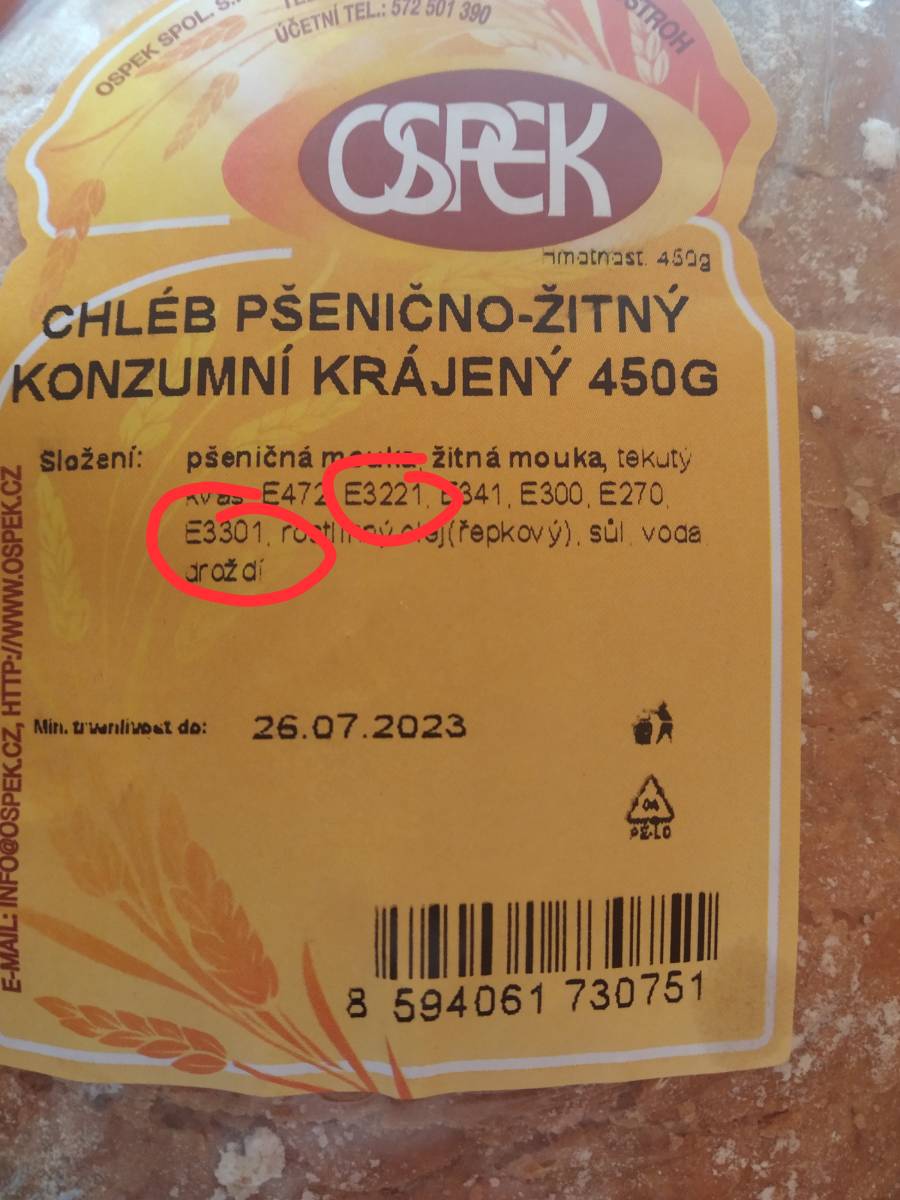 OSPEK SPOL. S.
ÚČETNÍ TEL.: 572 501 390
STROH
OSPEK
Hmotnost: 450g
CHLÉB PŠENIČNO-ŽITNÝ
KONZUMNÍ KRÁJENÝ 450G
Složení: pšeničná mouka, žitná mouka, tekutý
kvas, E472, E3221, E341, E300, E270,
E3301, rostlinný olej(řepkový), sůl, voda
droždí
Min. trvanlivost do: 26.07.2023
04
PE-LD
8 594061 730751
E-MAIL: INFO@OSPEK.CZ, HTTP://WWW.OSPEK.CZ